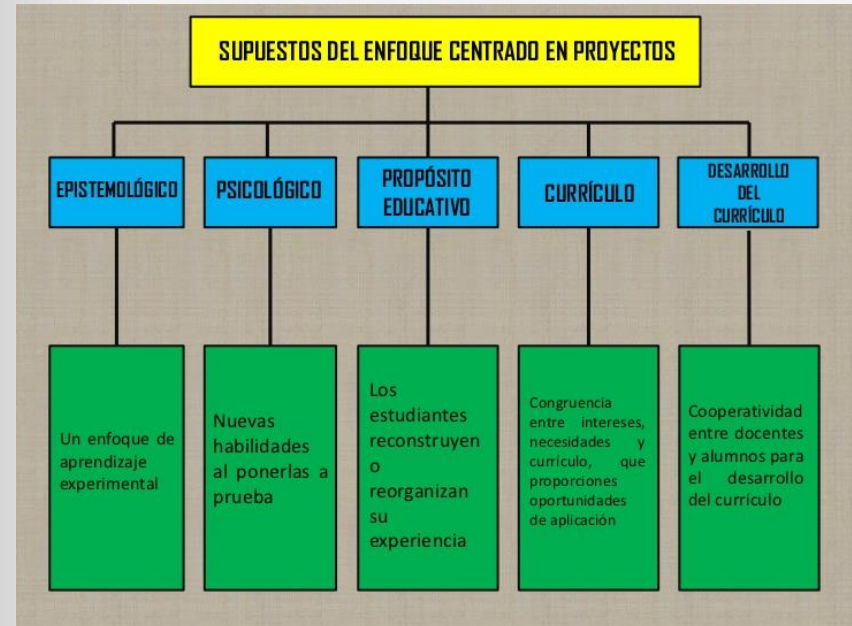 SUPUESTOS DEL ENFOQUE CENTRADO EN PROYECTOS
EPISTEMOLÓGICO
PSICOLÓGICO
PROPÓSITO
EDUCATIVO
CURRÍCULO
DESARROLLO
DEL
CURRÍCULO
Un enfoque de
aprendizaje
experimental
Nuevas
habilidades
al ponerlas a
prueba
Los
estudiantes
reconstruyen
o
reorganizan
su
experiencia
Congruencia
entre intereses,
necesidades y
currículo, que
proporciones
oportunidades
de aplicación
Cooperatividad
entre docentes
y alumnos para
el desarrollo
del currículo